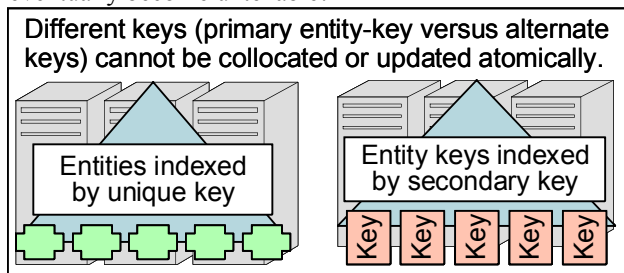 Different keys (primary entity-key versus alternate
keys) cannot be collocated or updated atomically.
Entities indexed
by unique key
Entity keys indexed
by secondary key
Key
Key
Key
Key
Key